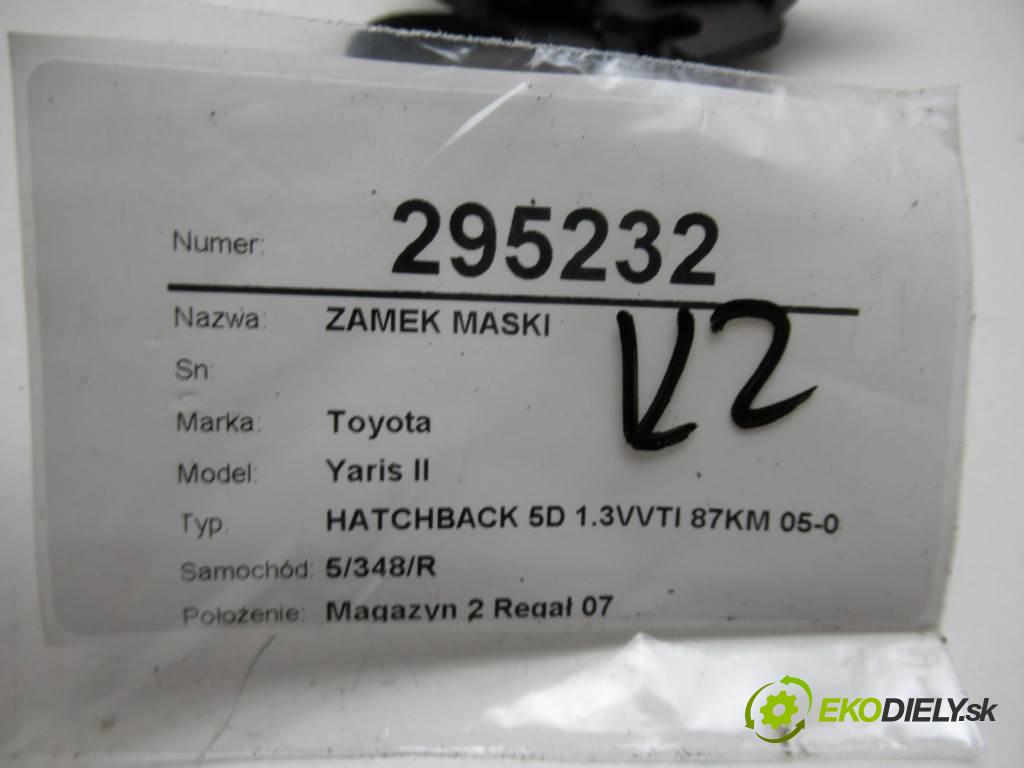 Numer: 295232
Nazwa: ZAMEK MASKI
V2
Sn:
Marka: Toyota
Model: Yaris II
Typ: HATCHBACK 5D 1.3VVTI 87KM 05-0
Samochód: 5/348/R
Położenie: Magazyn 2 Regał 07
EKODIELY.sk